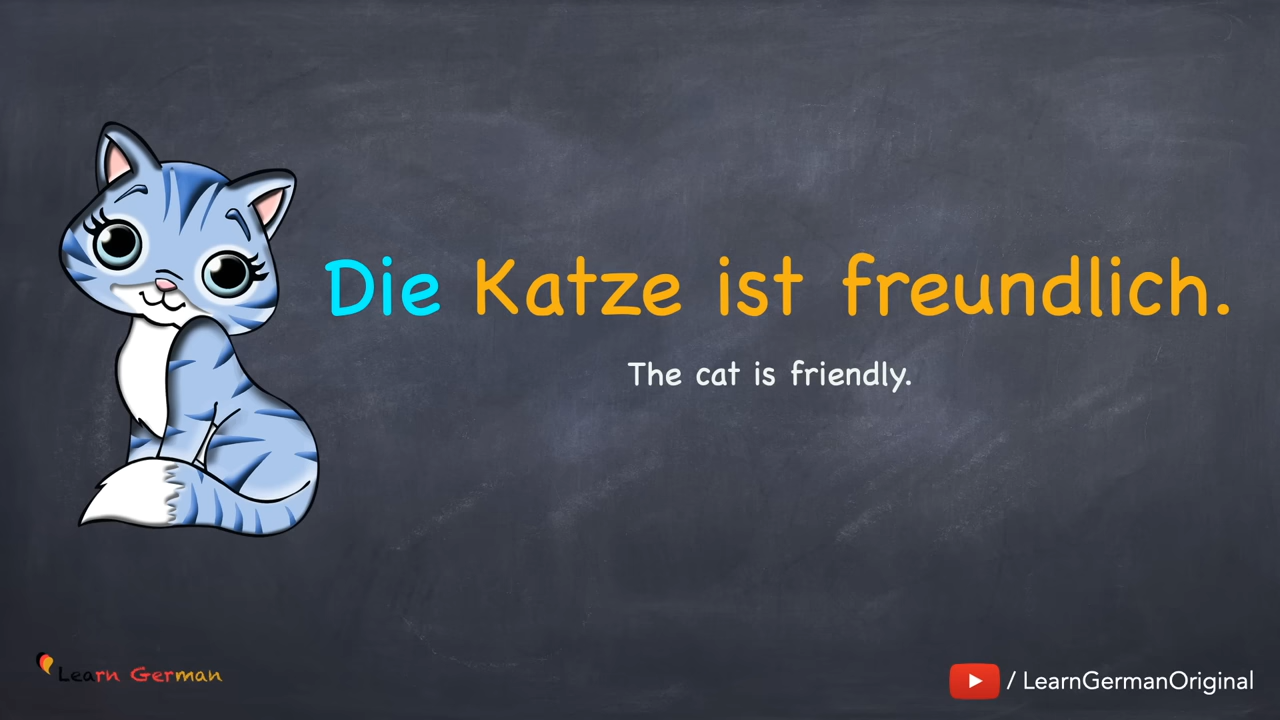 Die Katze ist freundlich.
The cat is friendly.
Learn German
/ LearnGermanOriginal